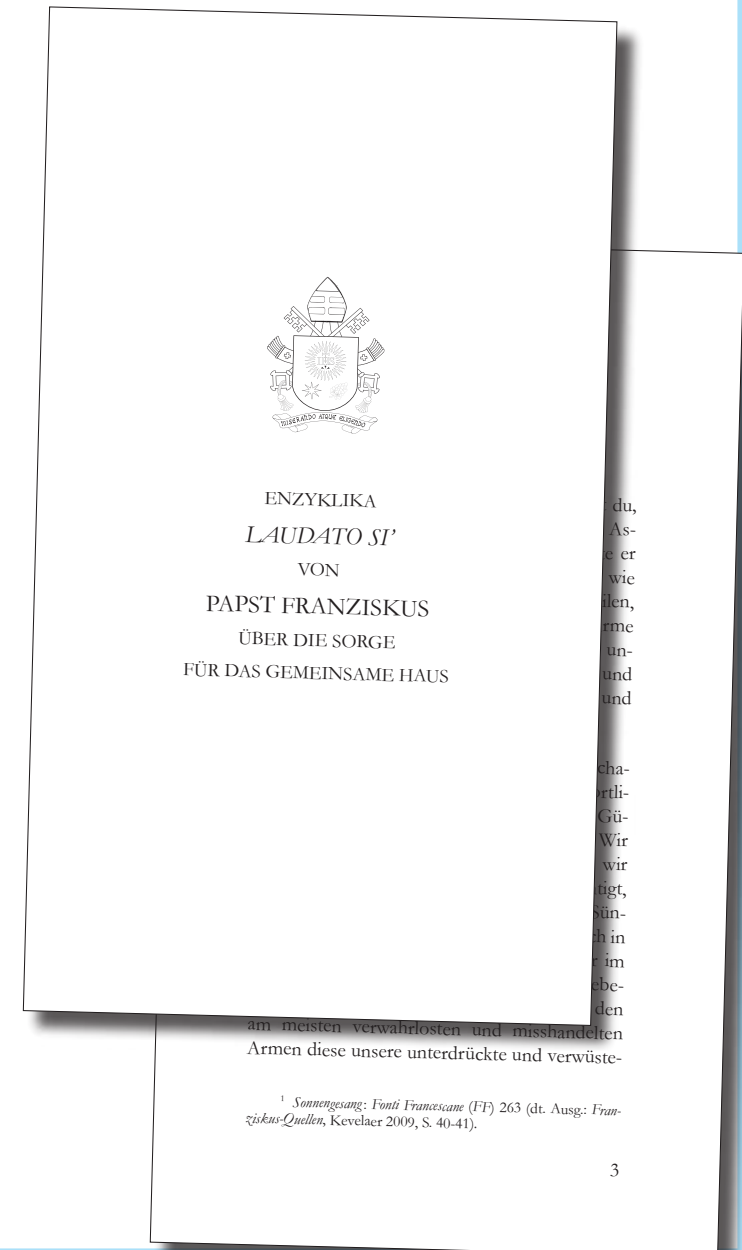 IHS
MISERANDO ATQUE ELIGENDO
ENZYKLIKA
LAUDATO SI’
VON
PAPST FRANZISKUS
ÜBER DIE SORGE
FÜR DAS GEMEINSAME HAUS
du,
As-
er
wie
ilen,
rme
un-
und
und
cha-
ortli-
Gü-
Wir
wir
tigt,
Sün-
h in
r im
ebe-
den
am meisten verwahrlosten und misshandelten
Armen diese unsere unterdrückte und verwüste-
1 Sonnengesang: Fonti Francescane (FF) 263 (dt. Ausg.: Fran-
ziskus-Quellen, Kevelaer 2009, S. 40-41).
3